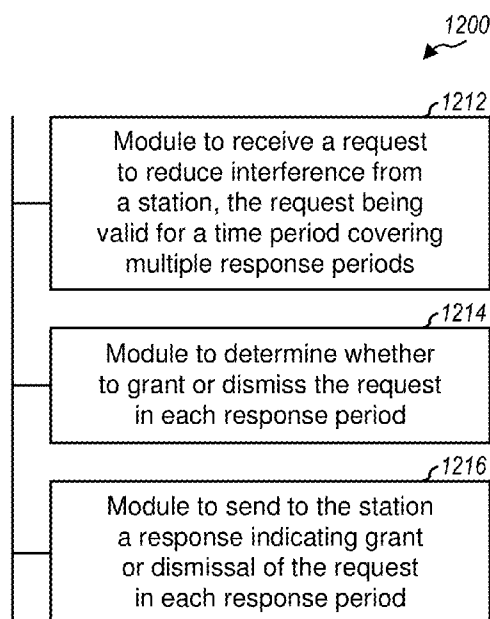 1200
1212
Module to receive a request
to reduce interference from
a station, the request being
valid for a time period covering
multiple response periods
1214
Module to determine whether
to grant or dismiss the request
in each response period
1216
Module to send to the station
a response indicating grant
or dismissal of the request
in each response period